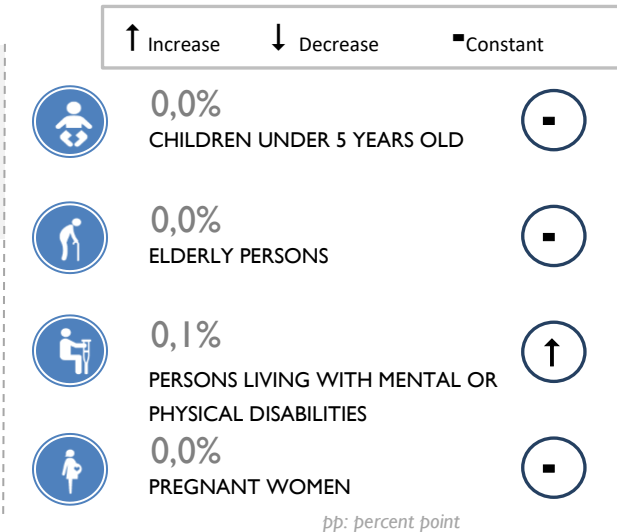 ↑ Increase ↓ Decrease -Constant
0,0%
CHILDREN UNDER 5 YEARS OLD -
0,0%
ELDERLY PERSONS -
0,1%
PERSONS LIVING WITH MENTAL OR ↑
PHYSICAL DISABILITIES
0,0%
PREGNANT WOMEN -
pp: percent point